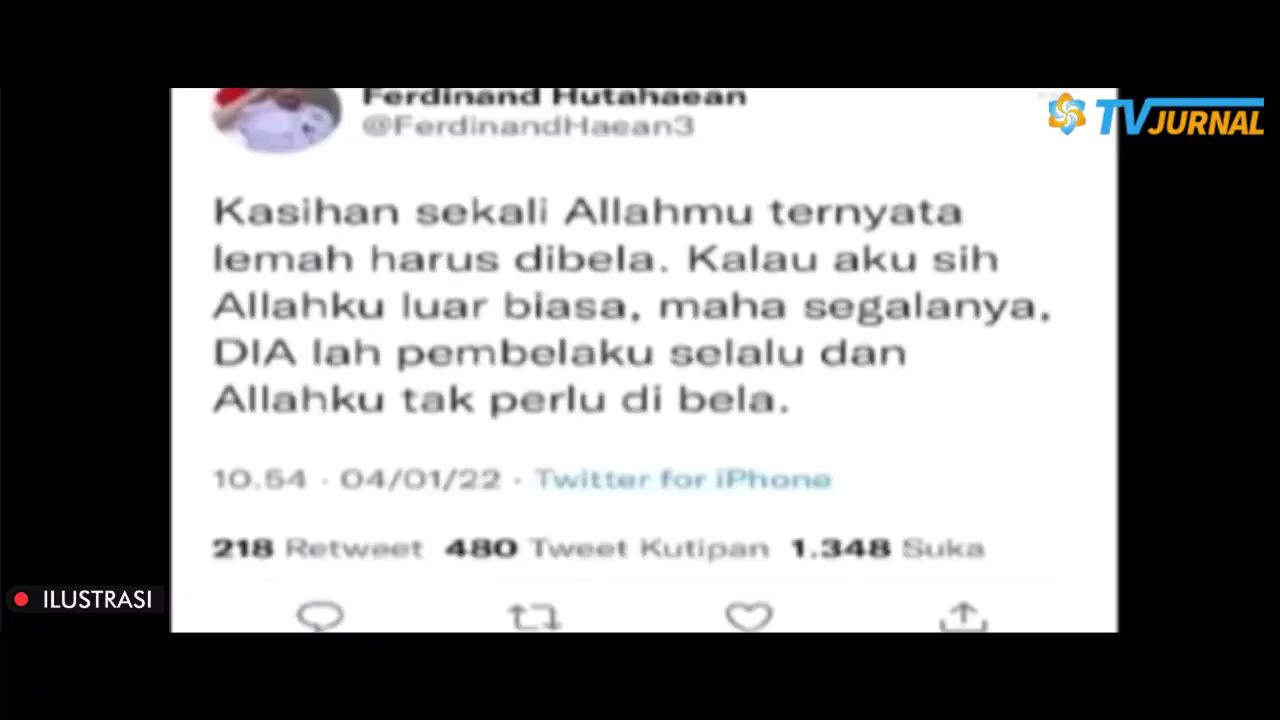 TVJURNAL
Ferdinand Hutahaean
@FerdinandHaean3
Kasihan sekali Allahmu ternyata
lemah harus dibela. Kalau aku sih
Allahku luar biasa, maha segalanya,
DIA lah pembelaku selalu dan
Allahku tak perlu di bela.
10.54 · 04/01/22 · Twitter for iPhone
218 Retweet 480 Tweet Kutipan 1.348 Suka
ILUSTRASI